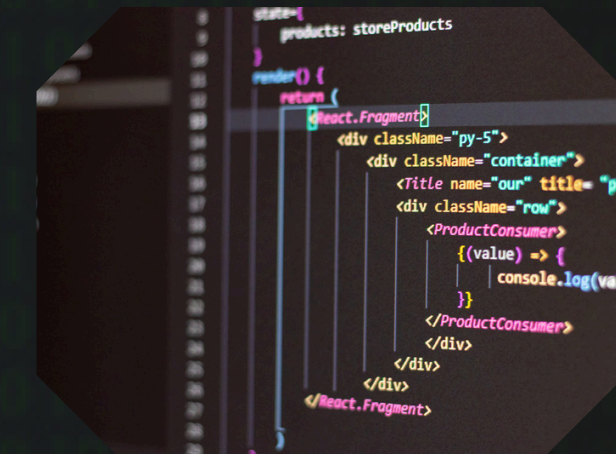 state={
products: storeProducts
}
render() {
return (
<React.Fragment>
<div className="py-5">
<div className="container">
<Title name="our" title= "p
<div className="row">
<ProductConsumer>
{(value) => {
console.log(va
}}
</ProductConsumer>
</div>
</div>
</div>
</React.Fragment>
)
}